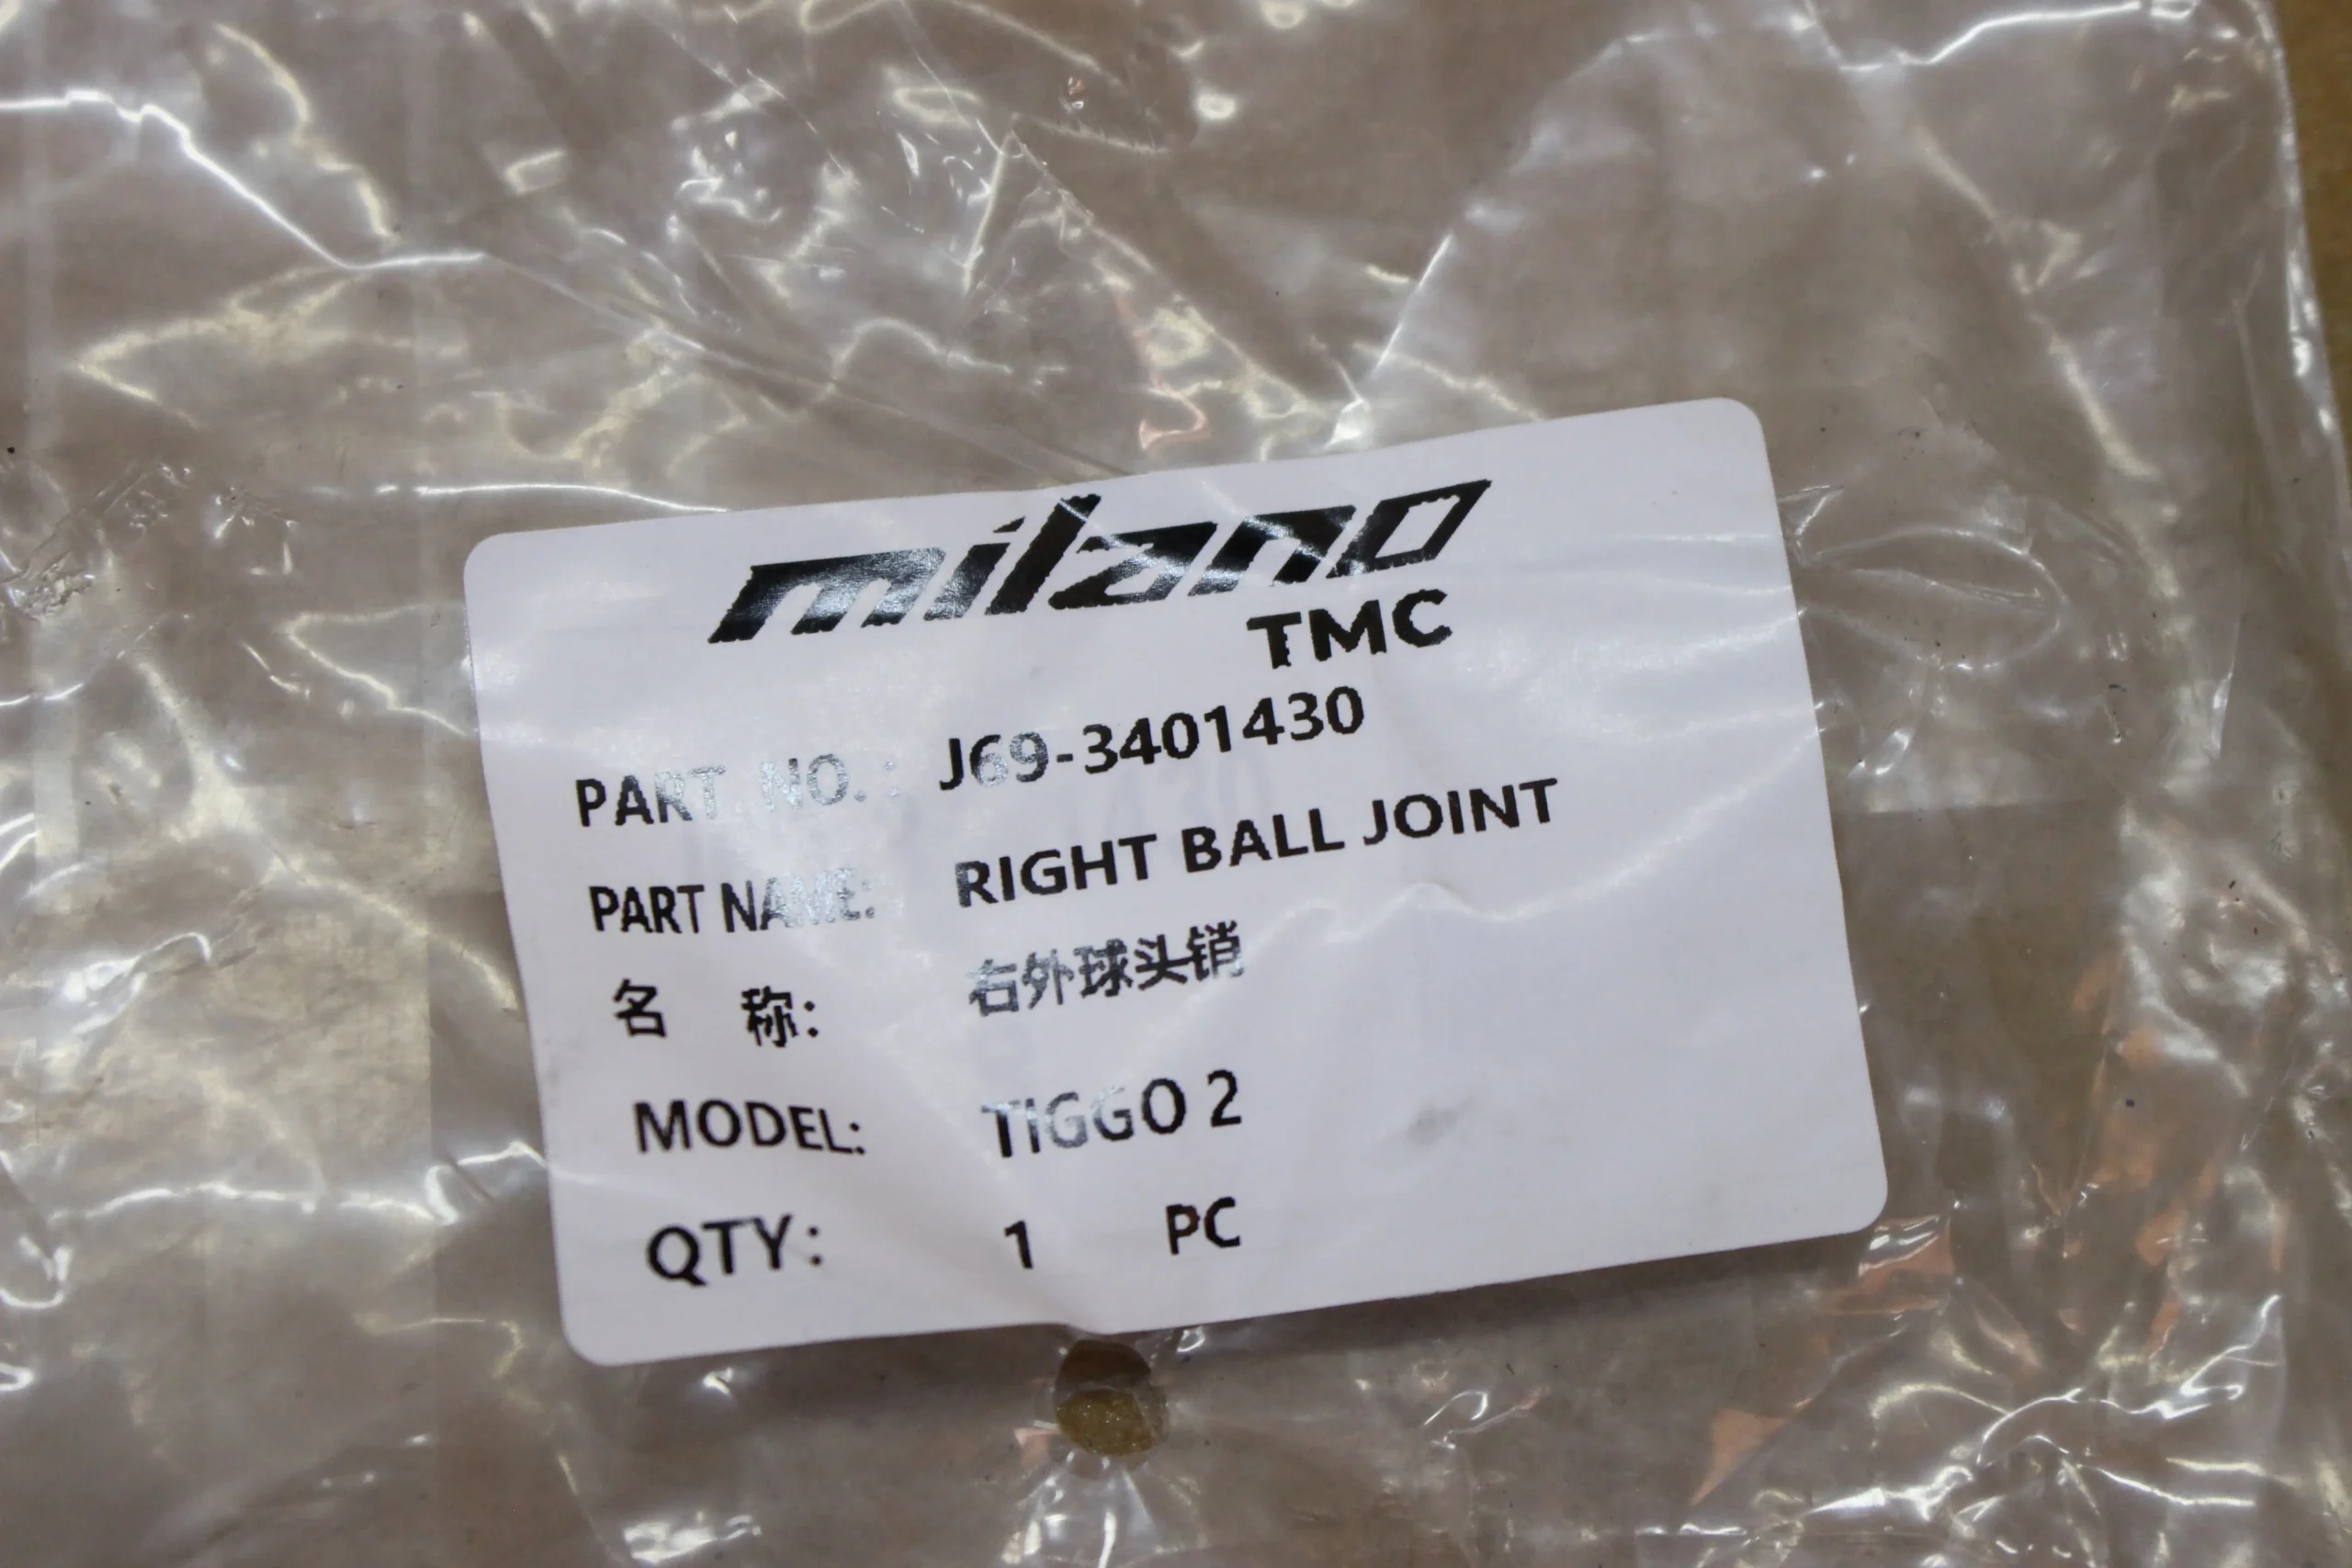 milano
TMC
PART NO. : J69-3401430
PART NAME: RIGHT BALL JOINT
名 称: 右外球头销
MODEL: TIGGO 2
QTY: 1 PC